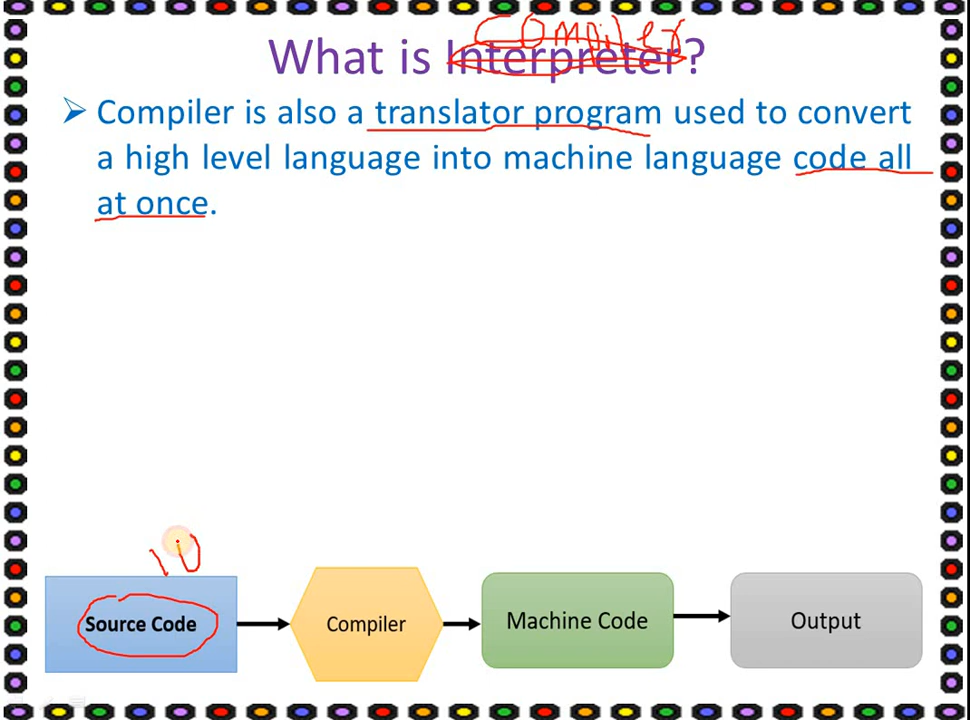 Compiler
What is Interpreter?
➢ Compiler is also a translator program used to convert
a high level language into machine language code all
at once.
10
Source Code
Compiler
Machine Code
Output